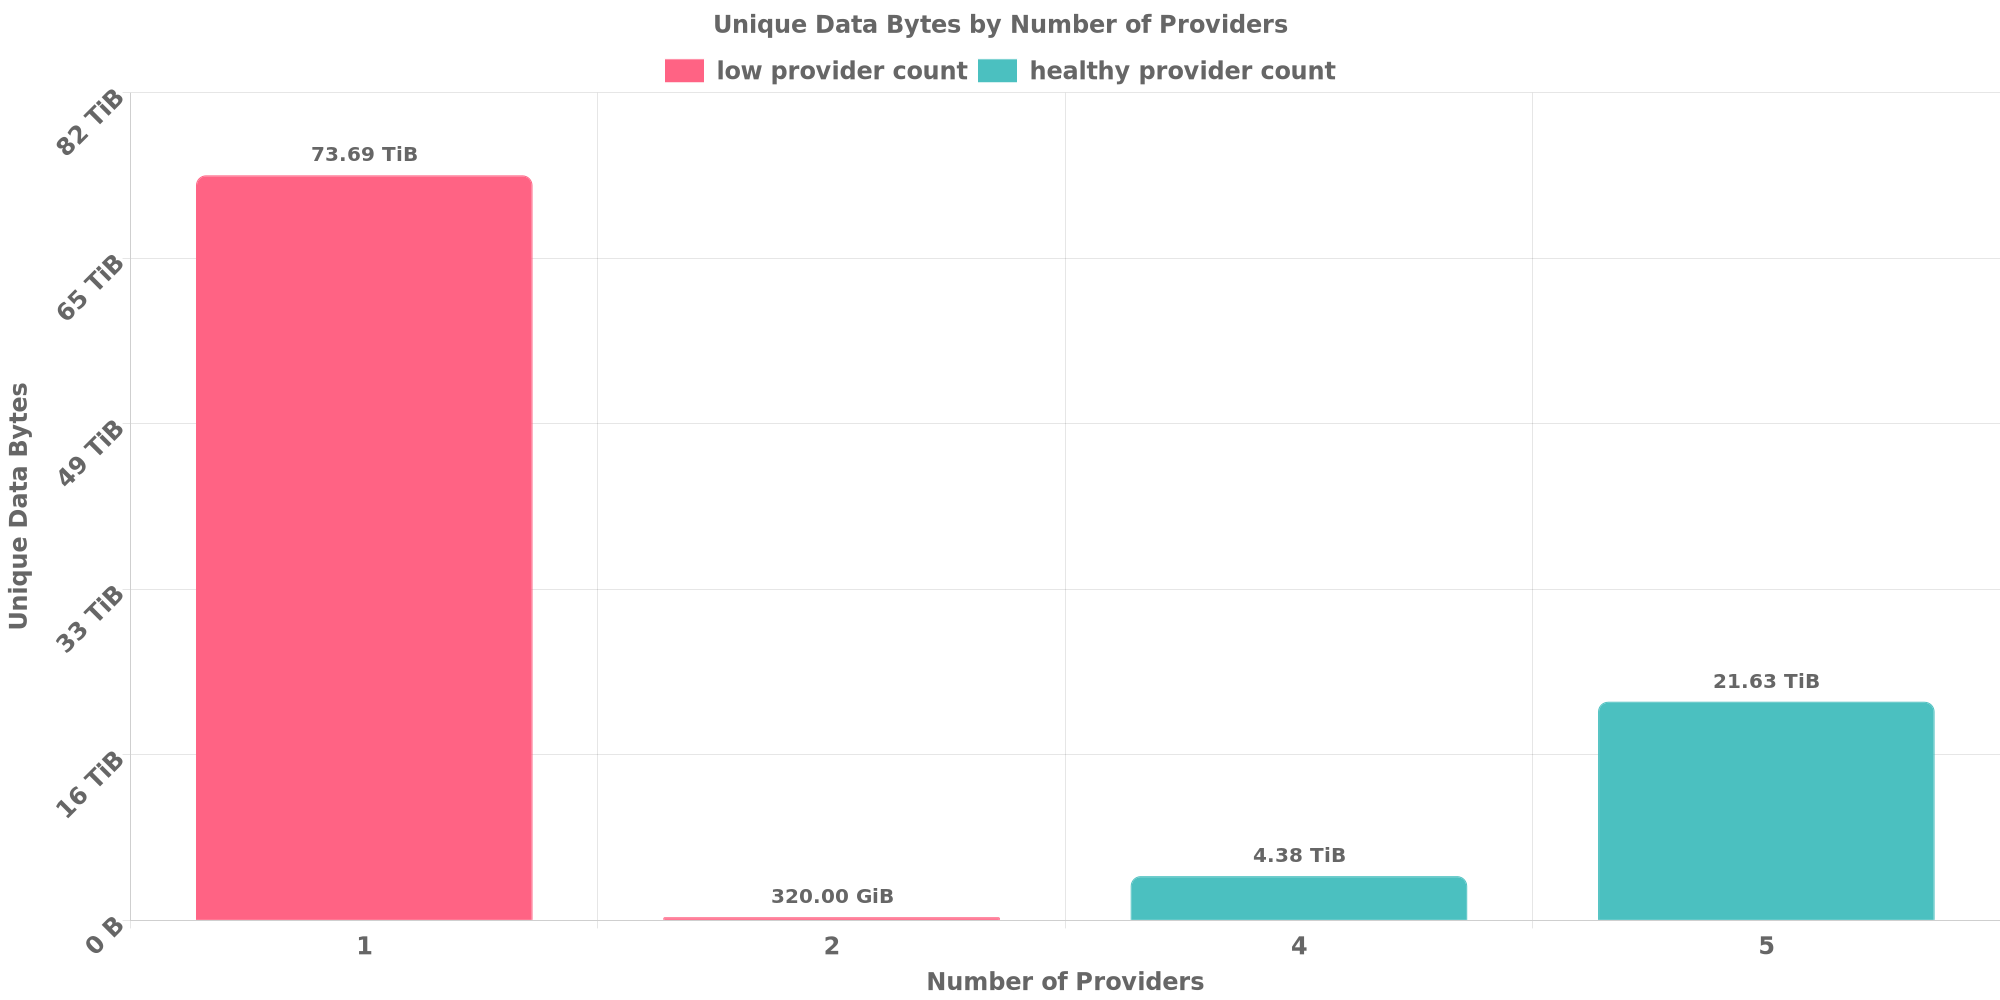 Unique Data Bytes by Number of Providers
low provider count
healthy provider count
82 TiB
65 TiB
49 TiB
33 TiB
16 TiB
0 B
Unique Data Bytes
73.69 TiB
320.00 GiB
4.38 TiB
21.63 TiB
1
2
4
5
Number of Providers